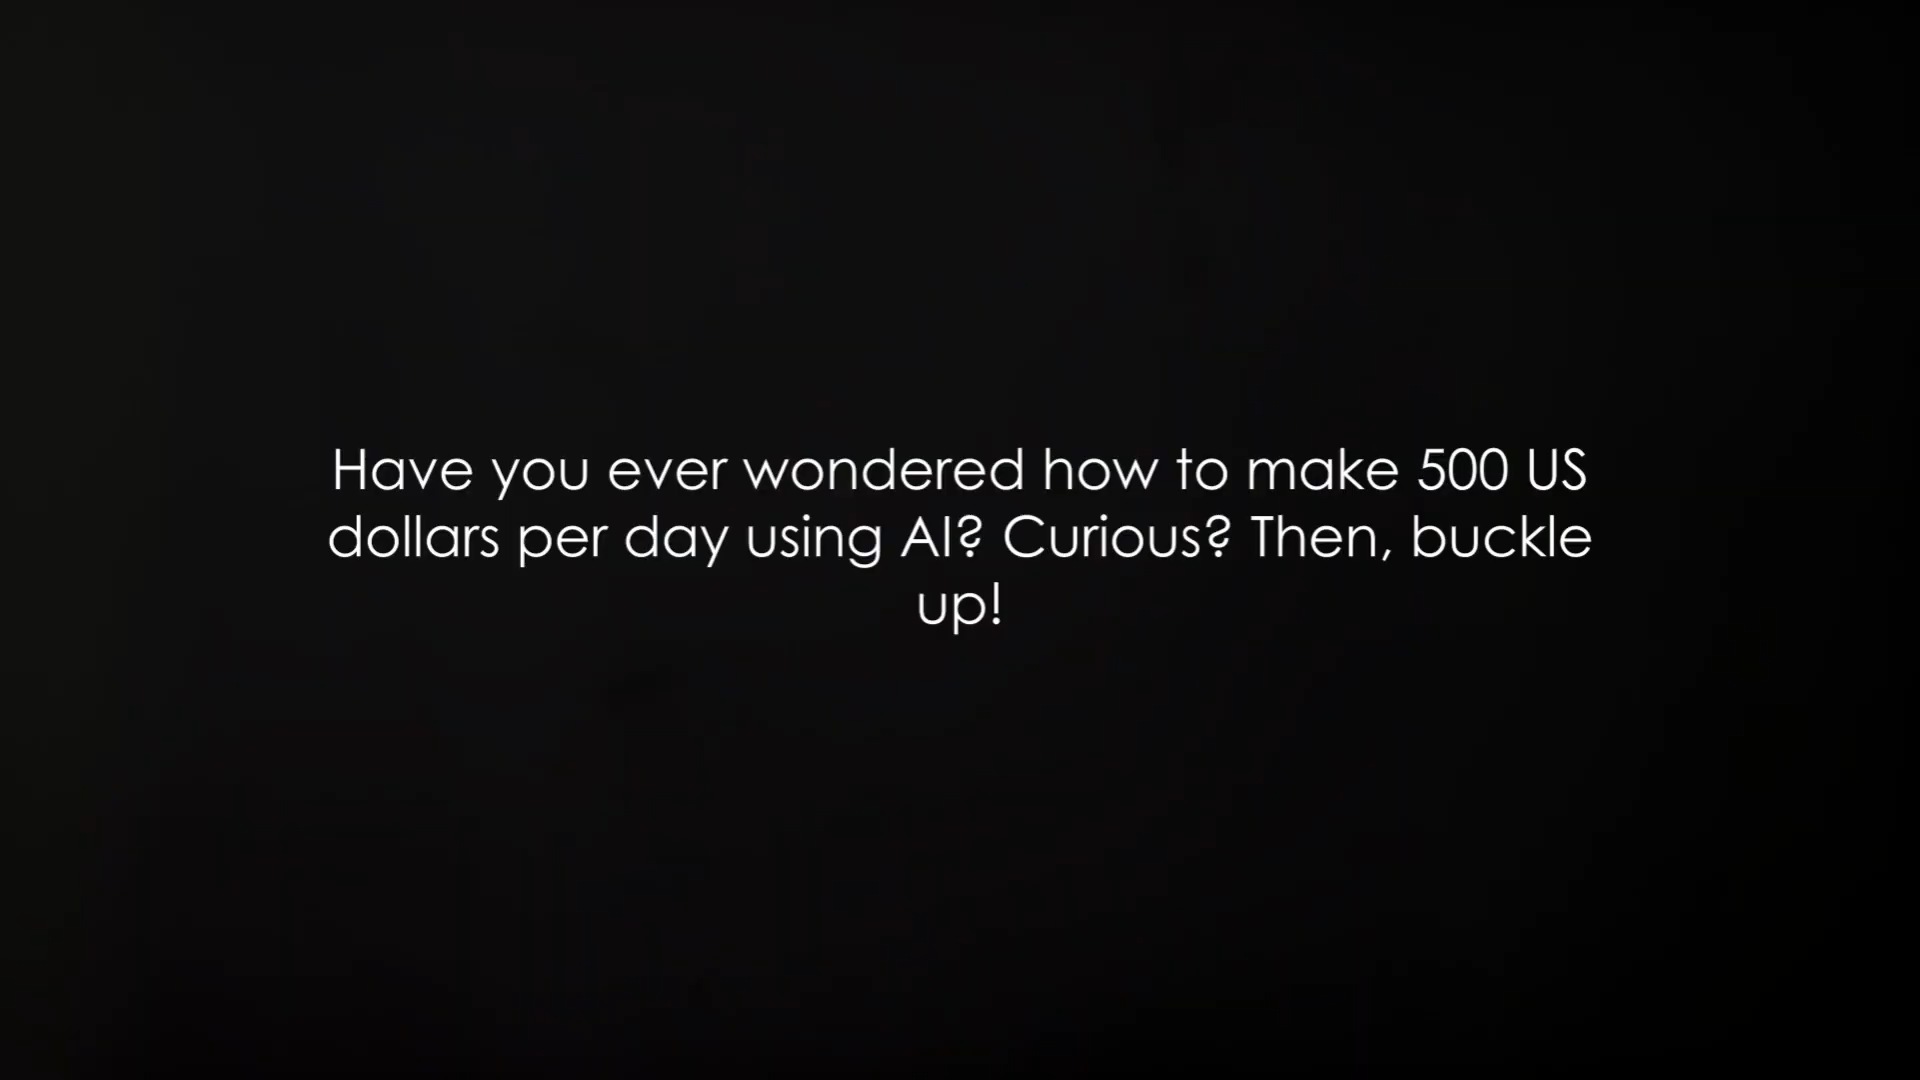 Have you ever wondered how to make 500 US
dollars per day using AI? Curious? Then, buckle
up!